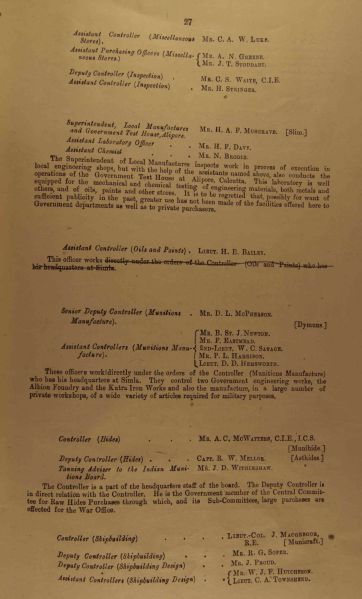 27
Assistant Controller (Miscellaneous Stores). Mr. C. A. W. Luke.
Assistant Purchasing Officers (Miscellaneous Stores.) { Mr. A. N. Greene.
Mr. J. T. Stoddart.
Deputy Controller (Inspection) . Mr. C. S. Waite, C.I.E.
Assistant Controller (Inspection) . Mr. H. Stringer.
Superintendent, Local Manufactures and Government Test House, Alipore. Mr. H. A. F. Musgrave. [Slim.]
Assistant Laboratory Officer . Mr. H. F. Davy.
Assistant Chemist . Mr. N. Brodie.
The Superintendent of Local Manufactures inspects work in process of execution in
local engineering shops, but with the help of the assistants named above, also conducts the
operations of the Government Test House at Alipore, Calcutta. This laboratory is well
equipped for the mechanical and chemical testing of engineering materials, both metals and
others, and of oils, paints and other stores. It is to be regretted that, possibly for want of
sufficient publicity in the past, greater use has not been made of the facilities offered here to
Government departments as well as to private purchasers.
Assistant Controller (Oils and Paints). Lieut. H. E. Bailey.
This officer works directly under the orders of the Controller (Oils and Paints) who has
his headquarters at Simla.
Senior Deputy Controller (Munitions Manufacture). Mr. D. L. McPherson.
[Dymuns.]
Assistant Controllers (Munitions Manufacture). { Mr. B. St. J. Newton.
Mr. F. Eastmead.
2nd-Lieut. W. C. Savage.
Mr. P. L. Harrison.
Lieut. D. D. Hepworth.
These officers work directly under the orders of the Controller (Munitions Manufacture)
who has his headquarters at Simla. They control two Government engineering works, the
Albion Foundry and the Entra Iron Works and also the manufacture, in a large number of
private workshops, of a wide variety of articles required for military purposes.
Controller (Hides) . Mr. A. C. McWatters, C.I.E., I.C.S.
[Munihide.]
Deputy Controller (Hides) . Capt. R. W. Mellor. [Asthides.]
Tanning Adviser to the Indian Munitions Board. Mr. J. D. Withinshaw.
The Controller is a part of the headquarters staff of the board. The Deputy Controller is
in direct relation with the Controller. He is the Government member of the Central Committee
for Raw Hides Purchases through which, and its Sub-Committees, large purchases are
effected for the War Office.
Controller (Shipbuilding) . Lieut.-Col. J. Macgregor,
R.E. [Municraft.]
Deputy Controller (Shipbuilding) . Mr. R. G. Soper.
Deputy Controller (Shipbuilding Design) . Mr. J. Proud.
Assistant Controllers (Shipbuilding Design) . { Mr. W. J. F. Hutcheson.
Lieut. C. A. Townshend.